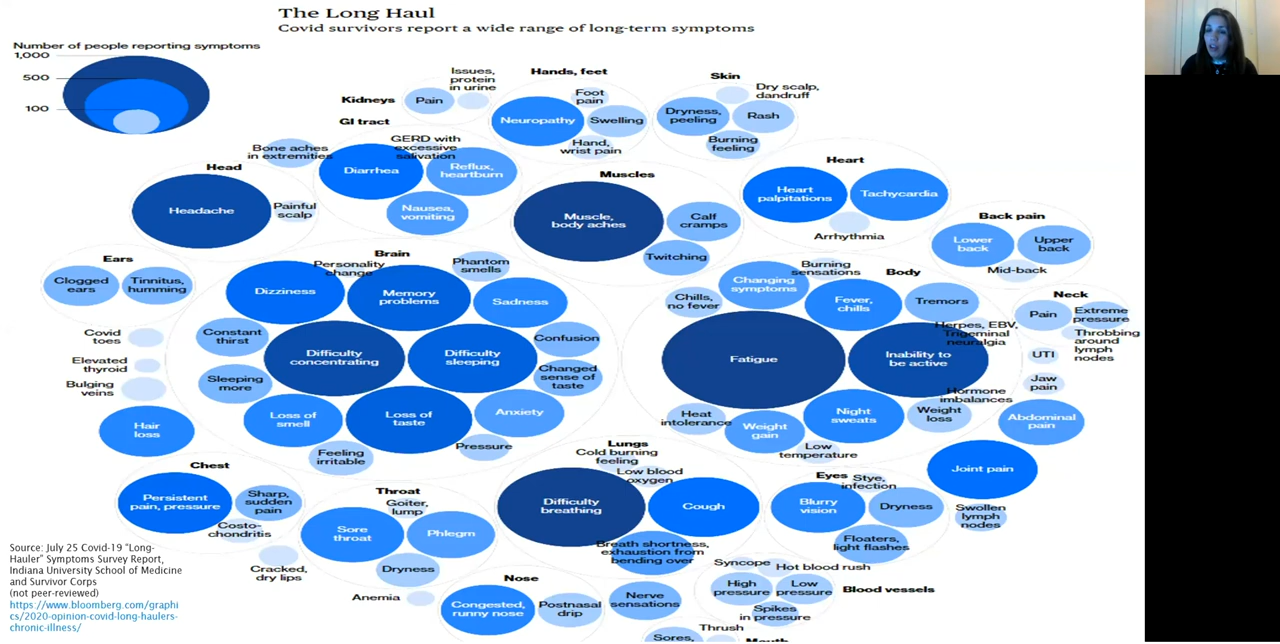 The Long Haul
Covid survivors report a wide range of long-term symptoms
Number of people reporting symptoms
1,000
500
100
Kidneys
Pain
Issues,
protein
in urine
Hands, feet
Neuropathy
Foot
pain
Swelling
Hand,
wrist pain
Skin
Dryness,
peeling
Dry scalp,
dandruff
Rash
Burning
feeling
GI tract
Bone aches
in extremities
GERD with
excessive
salivation
Diarrhea
Reflux,
heartburn
Nausea,
vomiting
Head
Headache
Painful
scalp
Muscles
Muscle,
body aches
Calf
cramps
Twitching
Heart
Heart
palpitations
Tachycardia
Arrhythmia
Back pain
Lower
back
Upper
back
Mid-back
Ears
Clogged
ears
Tinnitus,
humming
Brain
Personality
change
Phantom
smells
Dizziness
Memory
problems
Sadness
Constant
thirst
Difficulty
concentrating
Difficulty
sleeping
Confusion
Changed
sense of
taste
Sleeping
more
Loss of
smell
Loss of
taste
Anxiety
Feeling
irritable
Pressure
Body
Burning
sensations
Changing
symptoms
Chills,
no fever
Fever,
chills
Tremors
Herpes, EBV,
Trigeminal
neuralgia
Fatigue
Inability to
be active
Hormone
imbalances
Heat
intolerance
Weight
gain
Night
sweats
Weight
loss
Low
temperature
Neck
Pain
Extreme
pressure
Throbbing
around
lymph
nodes
UTI
Jaw
pain
Abdominal
pain
Joint pain
Swollen
lymph
nodes
Covid
toes
Elevated
thyroid
Bulging
veins
Hair
loss
Chest
Persistent
pain, pressure
Sharp,
sudden
pain
Costo-
chondritis
Cracked,
dry lips
Throat
Goiter,
lump
Sore
throat
Phlegm
Dryness
Anemia
Lungs
Cold burning
feeling
Low blood
oxygen
Difficulty
breathing
Cough
Breath shortness,
exhaustion from
bending over
Eyes
Stye,
infection
Blurry
vision
Dryness
Floaters,
light flashes
Nose
Congested,
runny nose
Postnasal
drip
Nerve
sensations
Syncope
Hot blood rush
High
pressure
Low
pressure
Blood vessels
Spikes
in pressure
Thrush
Sores,
Mouth
Source: July 25 Covid-19 “Long-
Hauler” Symptoms Survey Report,
Indiana University School of Medicine
and Survivor Corps
(not peer-reviewed)
https://www.bloomberg.com/graphi
cs/2020-opinion-covid-long-haulers-
chronic-illness/